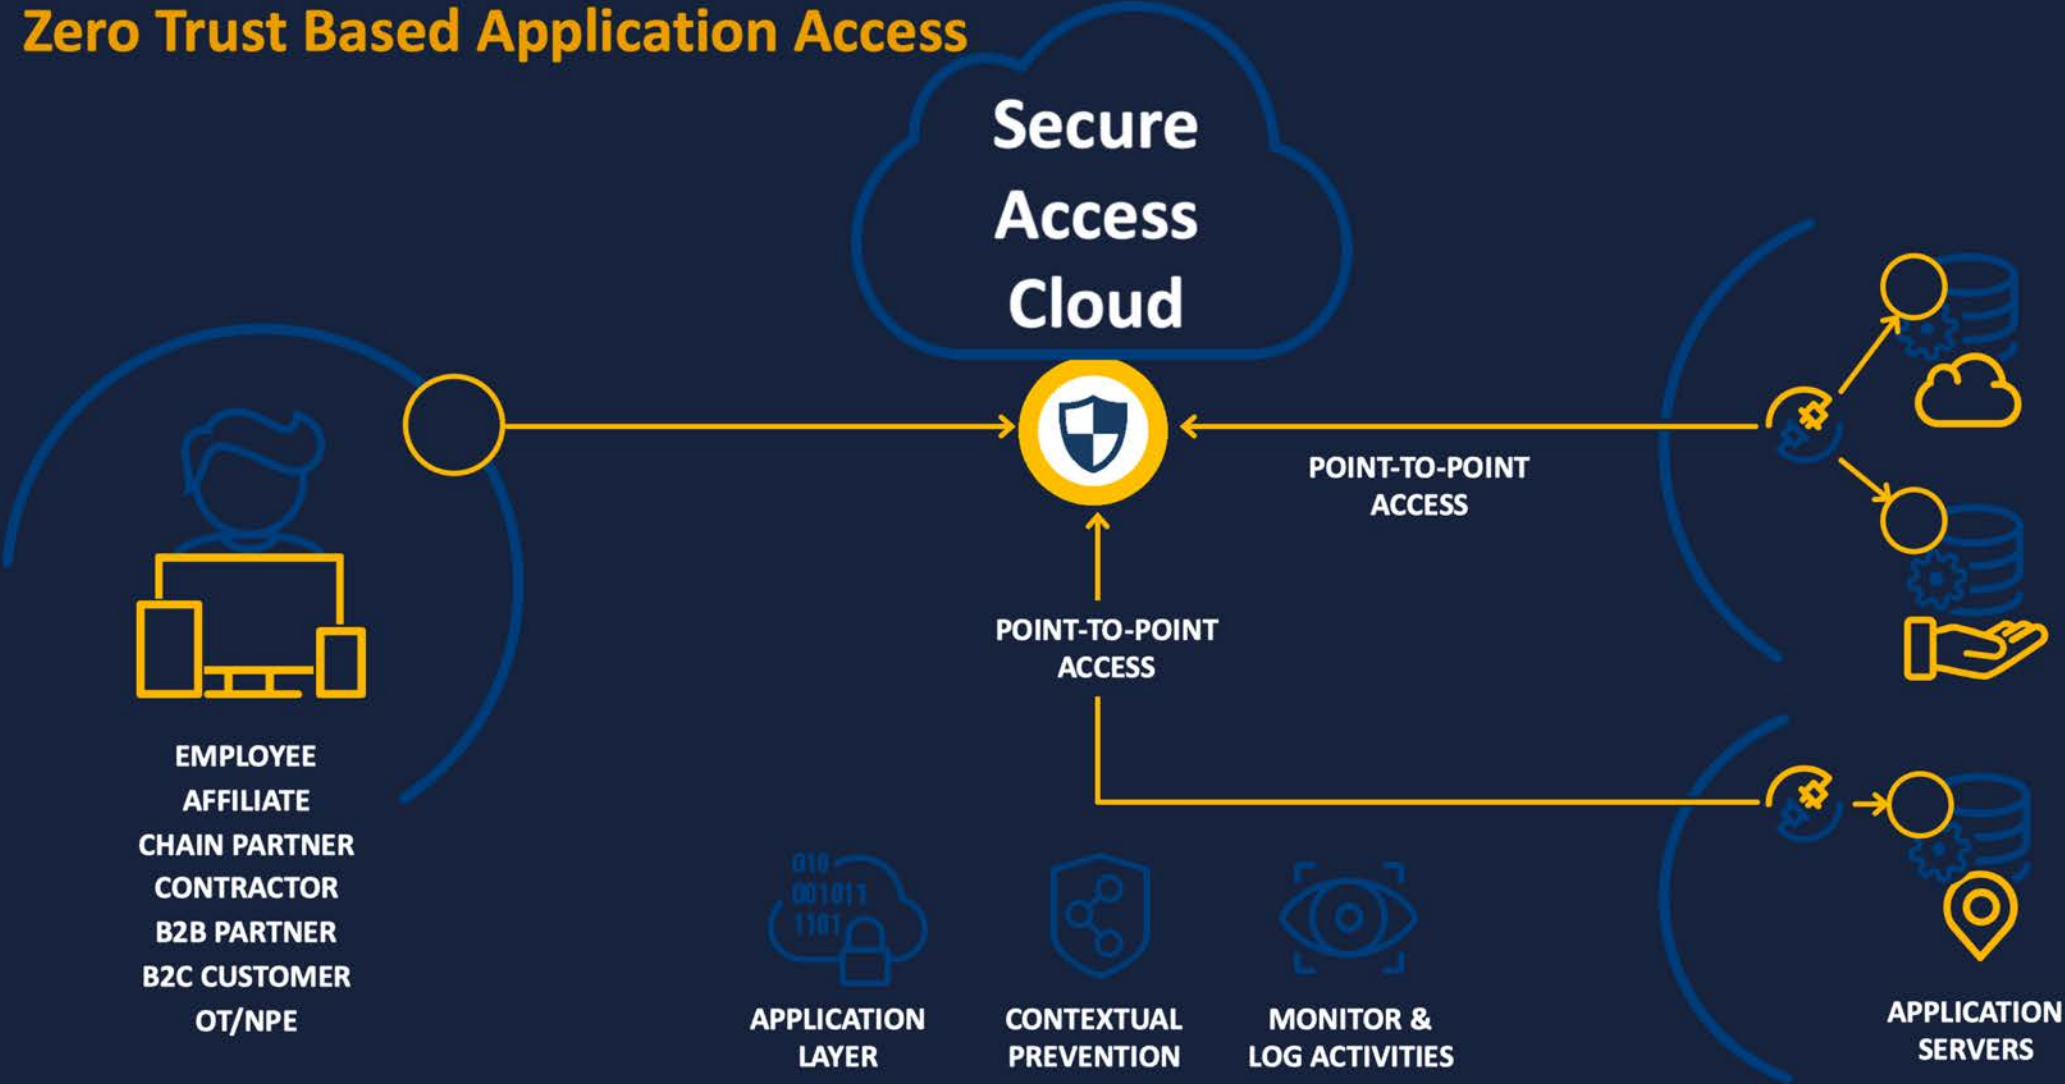 Zero Trust Based Application Access
Secure
Access
Cloud
POINT-TO-POINT
ACCESS
POINT-TO-POINT
ACCESS
EMPLOYEE
AFFILIATE
CHAIN PARTNER
CONTRACTOR
B2B PARTNER
B2C CUSTOMER
OT/NPE
010
001011
1101
APPLICATION
LAYER
CONTEXTUAL
PREVENTION
MONITOR &
LOG ACTIVITIES
APPLICATION
SERVERS